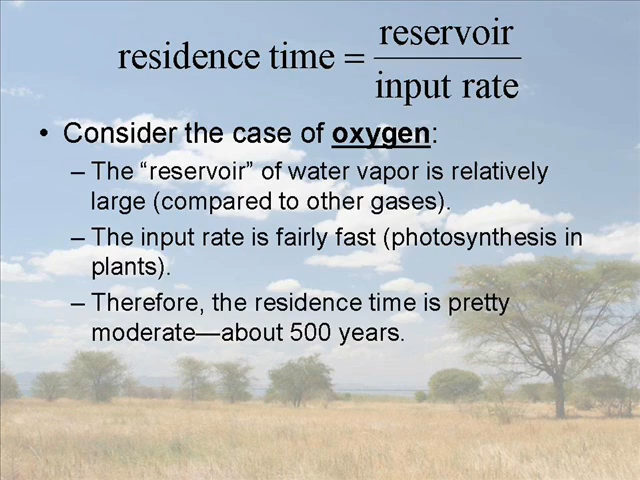 residence time = reservoir / input rate
• Consider the case of oxygen:
– The “reservoir” of water vapor is relatively
large (compared to other gases).
– The input rate is fairly fast (photosynthesis in
plants).
– Therefore, the residence time is pretty
moderate—about 500 years.